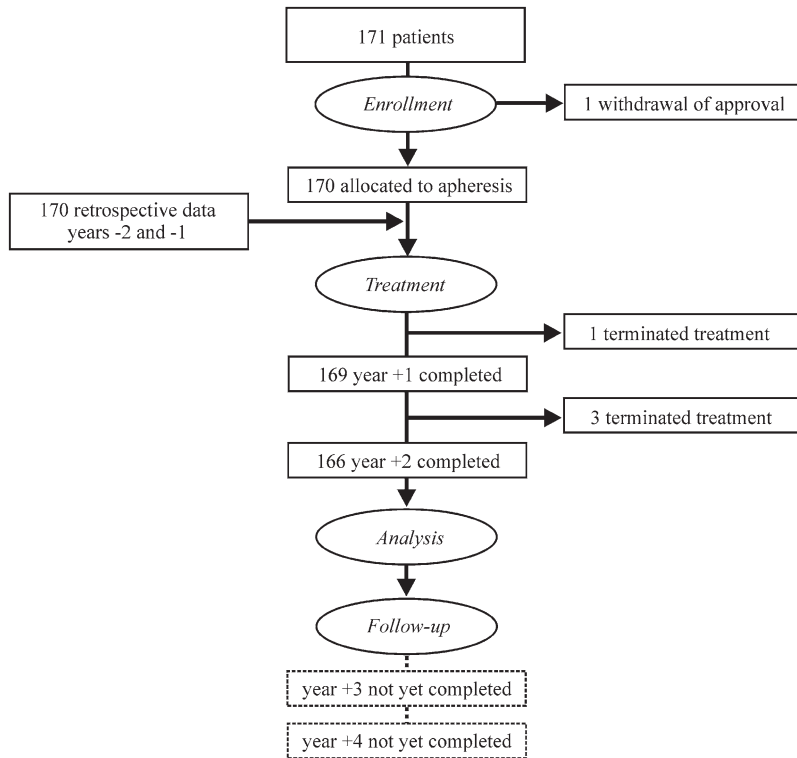 171 patients
Enrollment
1 withdrawal of approval
170 allocated to apheresis
170 retrospective data
years -2 and -1
Treatment
1 terminated treatment
169 year +1 completed
3 terminated treatment
166 year +2 completed
Analysis
Follow-up
year +3 not yet completed
year +4 not yet completed